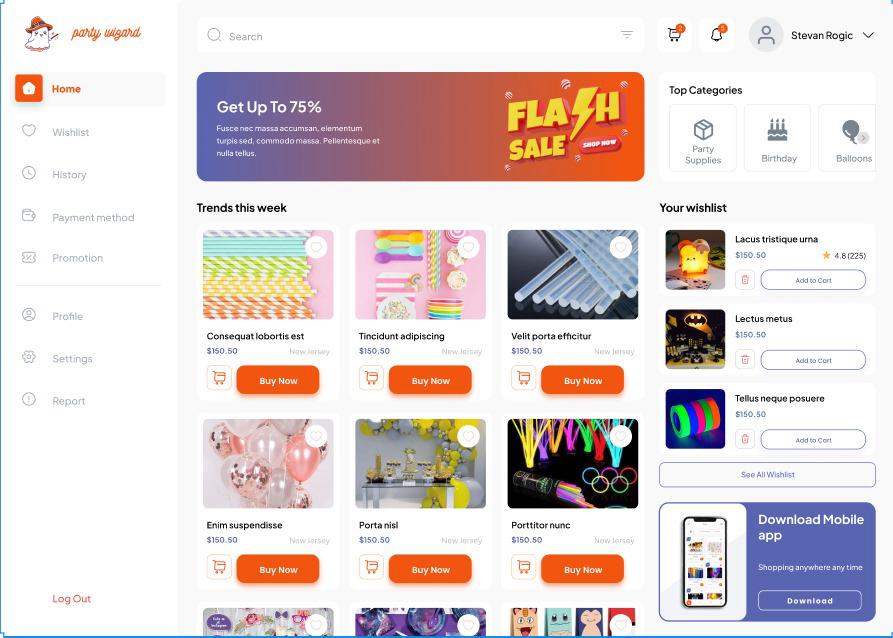 party wizard
Search
2
5
Stevan Rogic
Home
Wishlist
History
Payment method
Promotion
Profile
Settings
Report
Log Out
Get Up To 75%
Fusce nec massa accumsan, elementum
turpis sed, commodo massa. Pellentesque et
nulla tellus.
FLASH
SALE
SHOP NOW
Top Categories
Party
Supplies
Birthday
Balloons
Trends this week
Consequat lobortis est
$150.50
New Jersey
Buy Now
Tincidunt adipiscing
$150.50
New Jersey
Buy Now
Velit porta efficitur
$150.50
New Jersey
Buy Now
Enim suspendisse
$150.50
New Jersey
Buy Now
Porta nisl
$150.50
New Jersey
Buy Now
Porttitor nunc
$150.50
New Jersey
Buy Now
Your wishlist
Lacus tristique urna
$150.50
4.8 (225)
Add to Cart
Lectus metus
$150.50
Add to Cart
Tellus neque posuere
$150.50
Add to Cart
See All Wishlist
Download Mobile
app
Shopping anywhere any time
Download